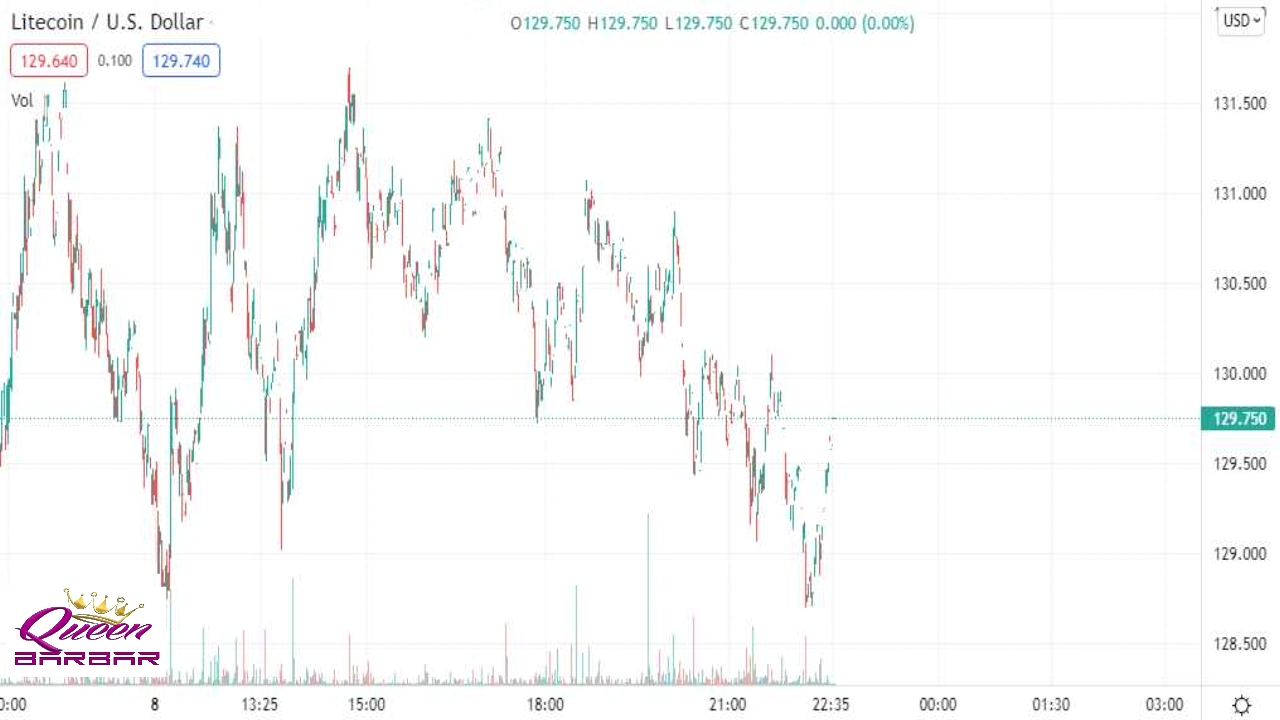 Litecoin / U.S. Dollar
O129.750 H129.750 L129.750 C129.750 0.000 (0.00%)
USD
129.640 0.100 129.740
Vol
131.500
131.000
130.500
130.000
129.750
129.500
129.000
128.500
Queen
BARBAR
0:00 8 13:25 15:00 18:00 21:00 22:35 00:00 01:30 03:00